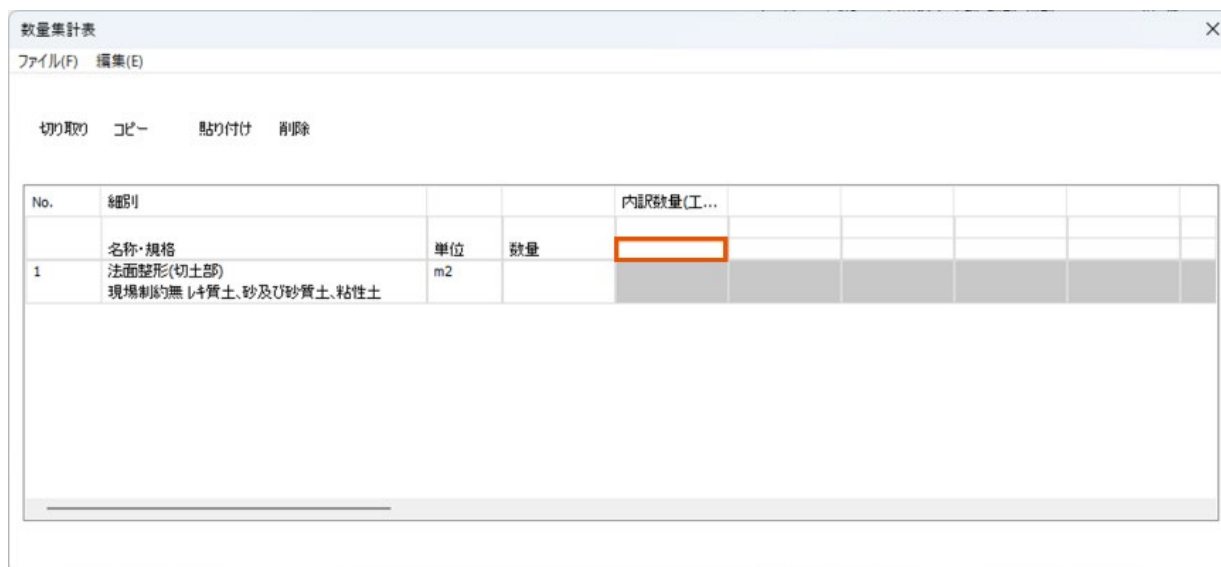 数量集計表
ファイル(F) 編集(E)
切り取り コピー 貼り付け 削除
No. 細別 内訳数量(工...
名称・規格 単位 数量
1 法面整形(切土部) m2
現場制約無 レキ質土、砂及び砂質土、粘性土